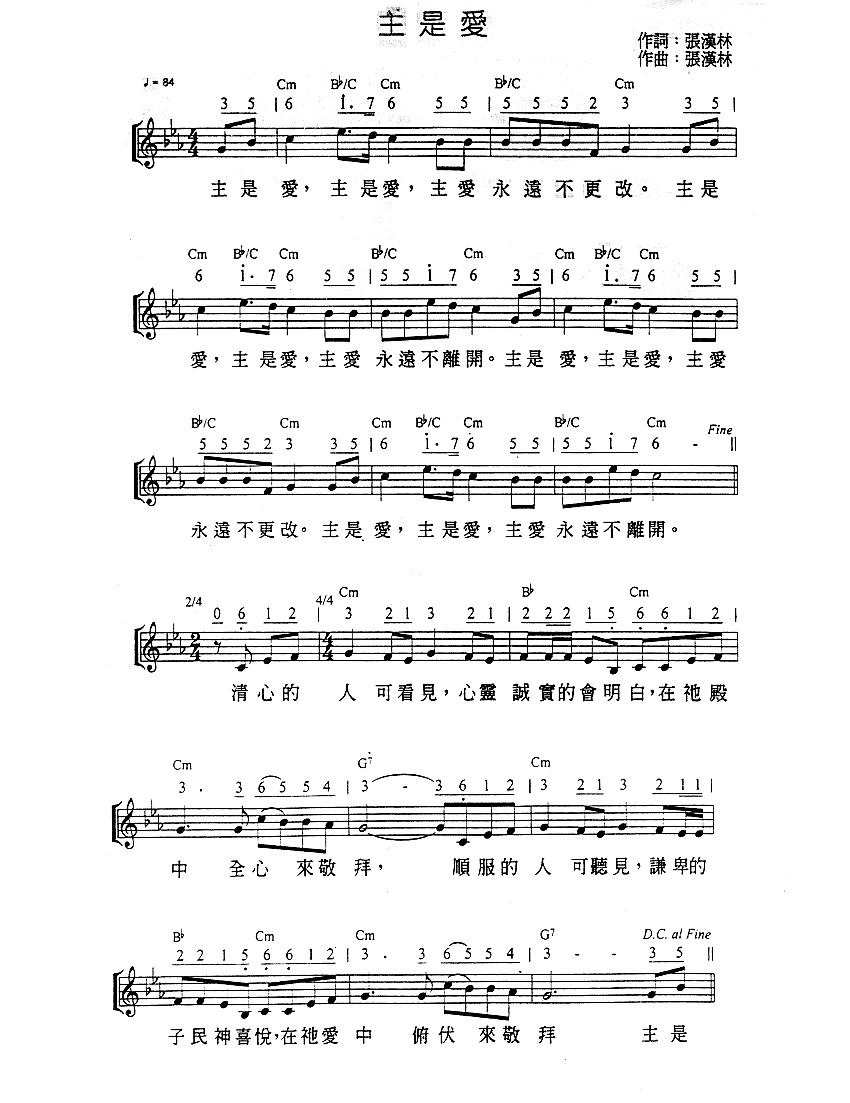 主是愛
作詞：張漢林
作曲：張漢林
♩= 84
Cm B♭/C Cm B♭/C Cm
3 5 | 6 i. 7 6 5 5 | 5 5 5 2 3 3 5 |
主是 愛，主是愛，主愛 永遠不更改。 主是
Cm B♭/C Cm B♭/C Cm Cm B♭/C Cm
6 i. 7 6 5 5 | 5 5 i 7 6 3 5 | 6 i. 7 6 5 5 |
愛，主是愛，主愛 永遠不離開。主是 愛，主是愛，主愛
B♭/C Cm Cm B♭/C Cm B♭/C Cm Fine
5 5 5 2 3 3 5 | 6 i. 7 6 5 5 | 5 5 i 7 6 - ||
永遠不更改。主是愛，主是愛，主愛 永遠不離開。
2/4 4/4 Cm B♭ Cm
0 6 1 2 | 3 2 1 3 2 1 | 2 2 2 1 5 6 6 1 2 |
清心的 人 可看見，心靈 誠實的會明白，在祂殿
Cm G7 Cm
3 . 3 6 5 5 4 | 3 - 3 6 1 2 | 3 2 1 3 2 1 1 |
中 全心 來敬 拜， 順服的 人 可聽見，謙卑的
B♭ Cm Cm G7 D.C. al Fine
2 2 1 5 6 6 1 2 | 3 . 3 6 5 5 4 | 3 - - 3 5 ||
子民神喜悅，在祂愛 中 俯伏 來敬 拜 主是